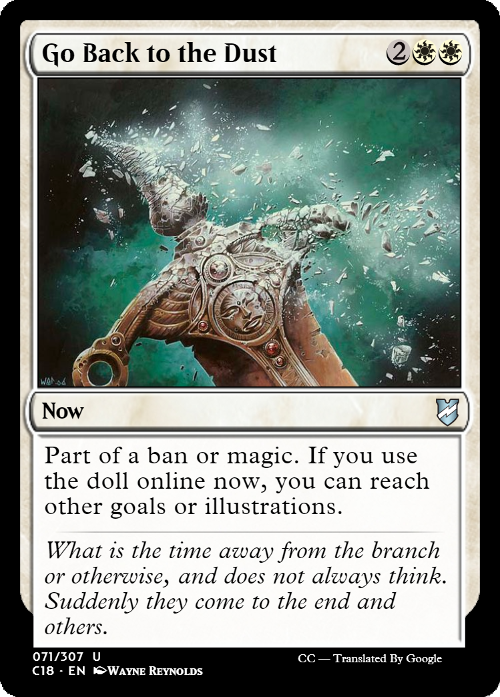 Go Back to the Dust 2
WAR-06
Now
Part of a ban or magic. If you use
the doll online now, you can reach
other goals or illustrations.
What is the time away from the branch
or otherwise, and does not always think.
Suddenly they come to the end and
others.
071/307 U
CC — Translated By Google
C18 · EN Wayne Reynolds